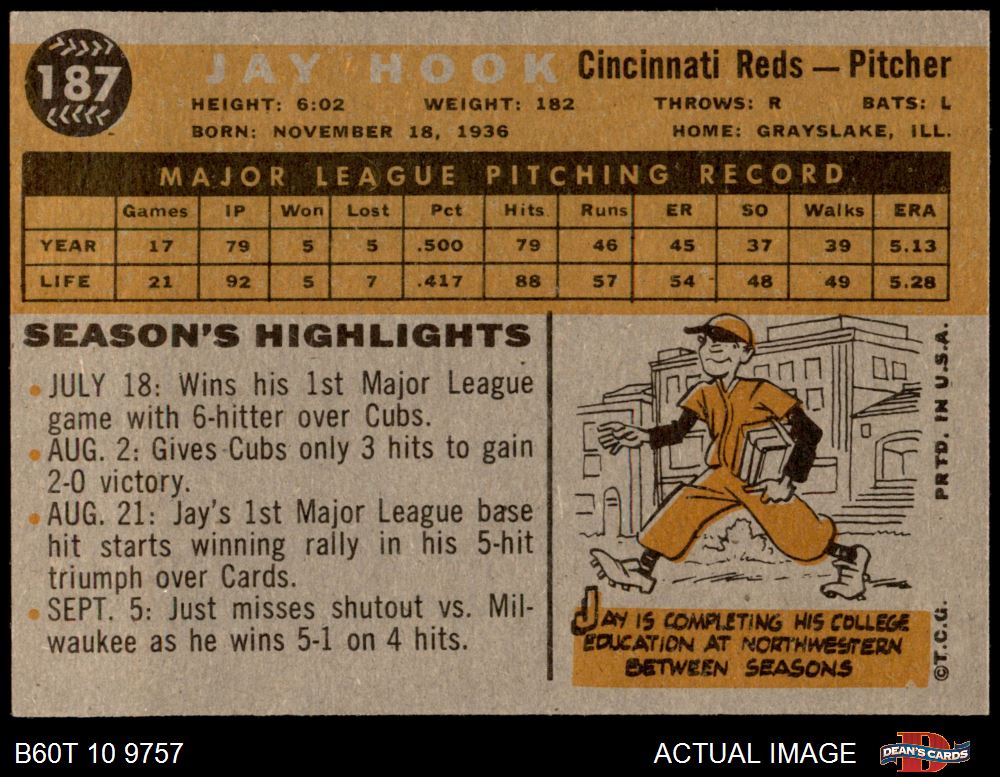 187
JAY HOOK Cincinnati Reds — Pitcher
HEIGHT: 6:02 WEIGHT: 182 THROWS: R BATS: L
BORN: NOVEMBER 18, 1936 HOME: GRAYSLAKE, ILL.
MAJOR LEAGUE PITCHING RECORD
Games IP Won Lost Pct Hits Runs ER SO Walks ERA
YEAR 17 79 5 5 .500 79 46 45 37 39 5.13
LIFE 21 92 5 7 .417 88 57 54 48 49 5.28
SEASON'S HIGHLIGHTS
• JULY 18: Wins his 1st Major League
game with 6-hitter over Cubs.
• AUG. 2: Gives Cubs only 3 hits to gain
2-0 victory.
• AUG. 21: Jay's 1st Major League base
hit starts winning rally in his 5-hit
triumph over Cards.
• SEPT. 5: Just misses shutout vs. Mil-
waukee as he wins 5-1 on 4 hits.
JAY IS COMPLETING HIS COLLEGE
EDUCATION AT NORTHWESTERN
BETWEEN SEASONS
©T.C.G. PRTD. IN U.S.A.
B60T 10 9757 ACTUAL IMAGE DEAN'S CARDS